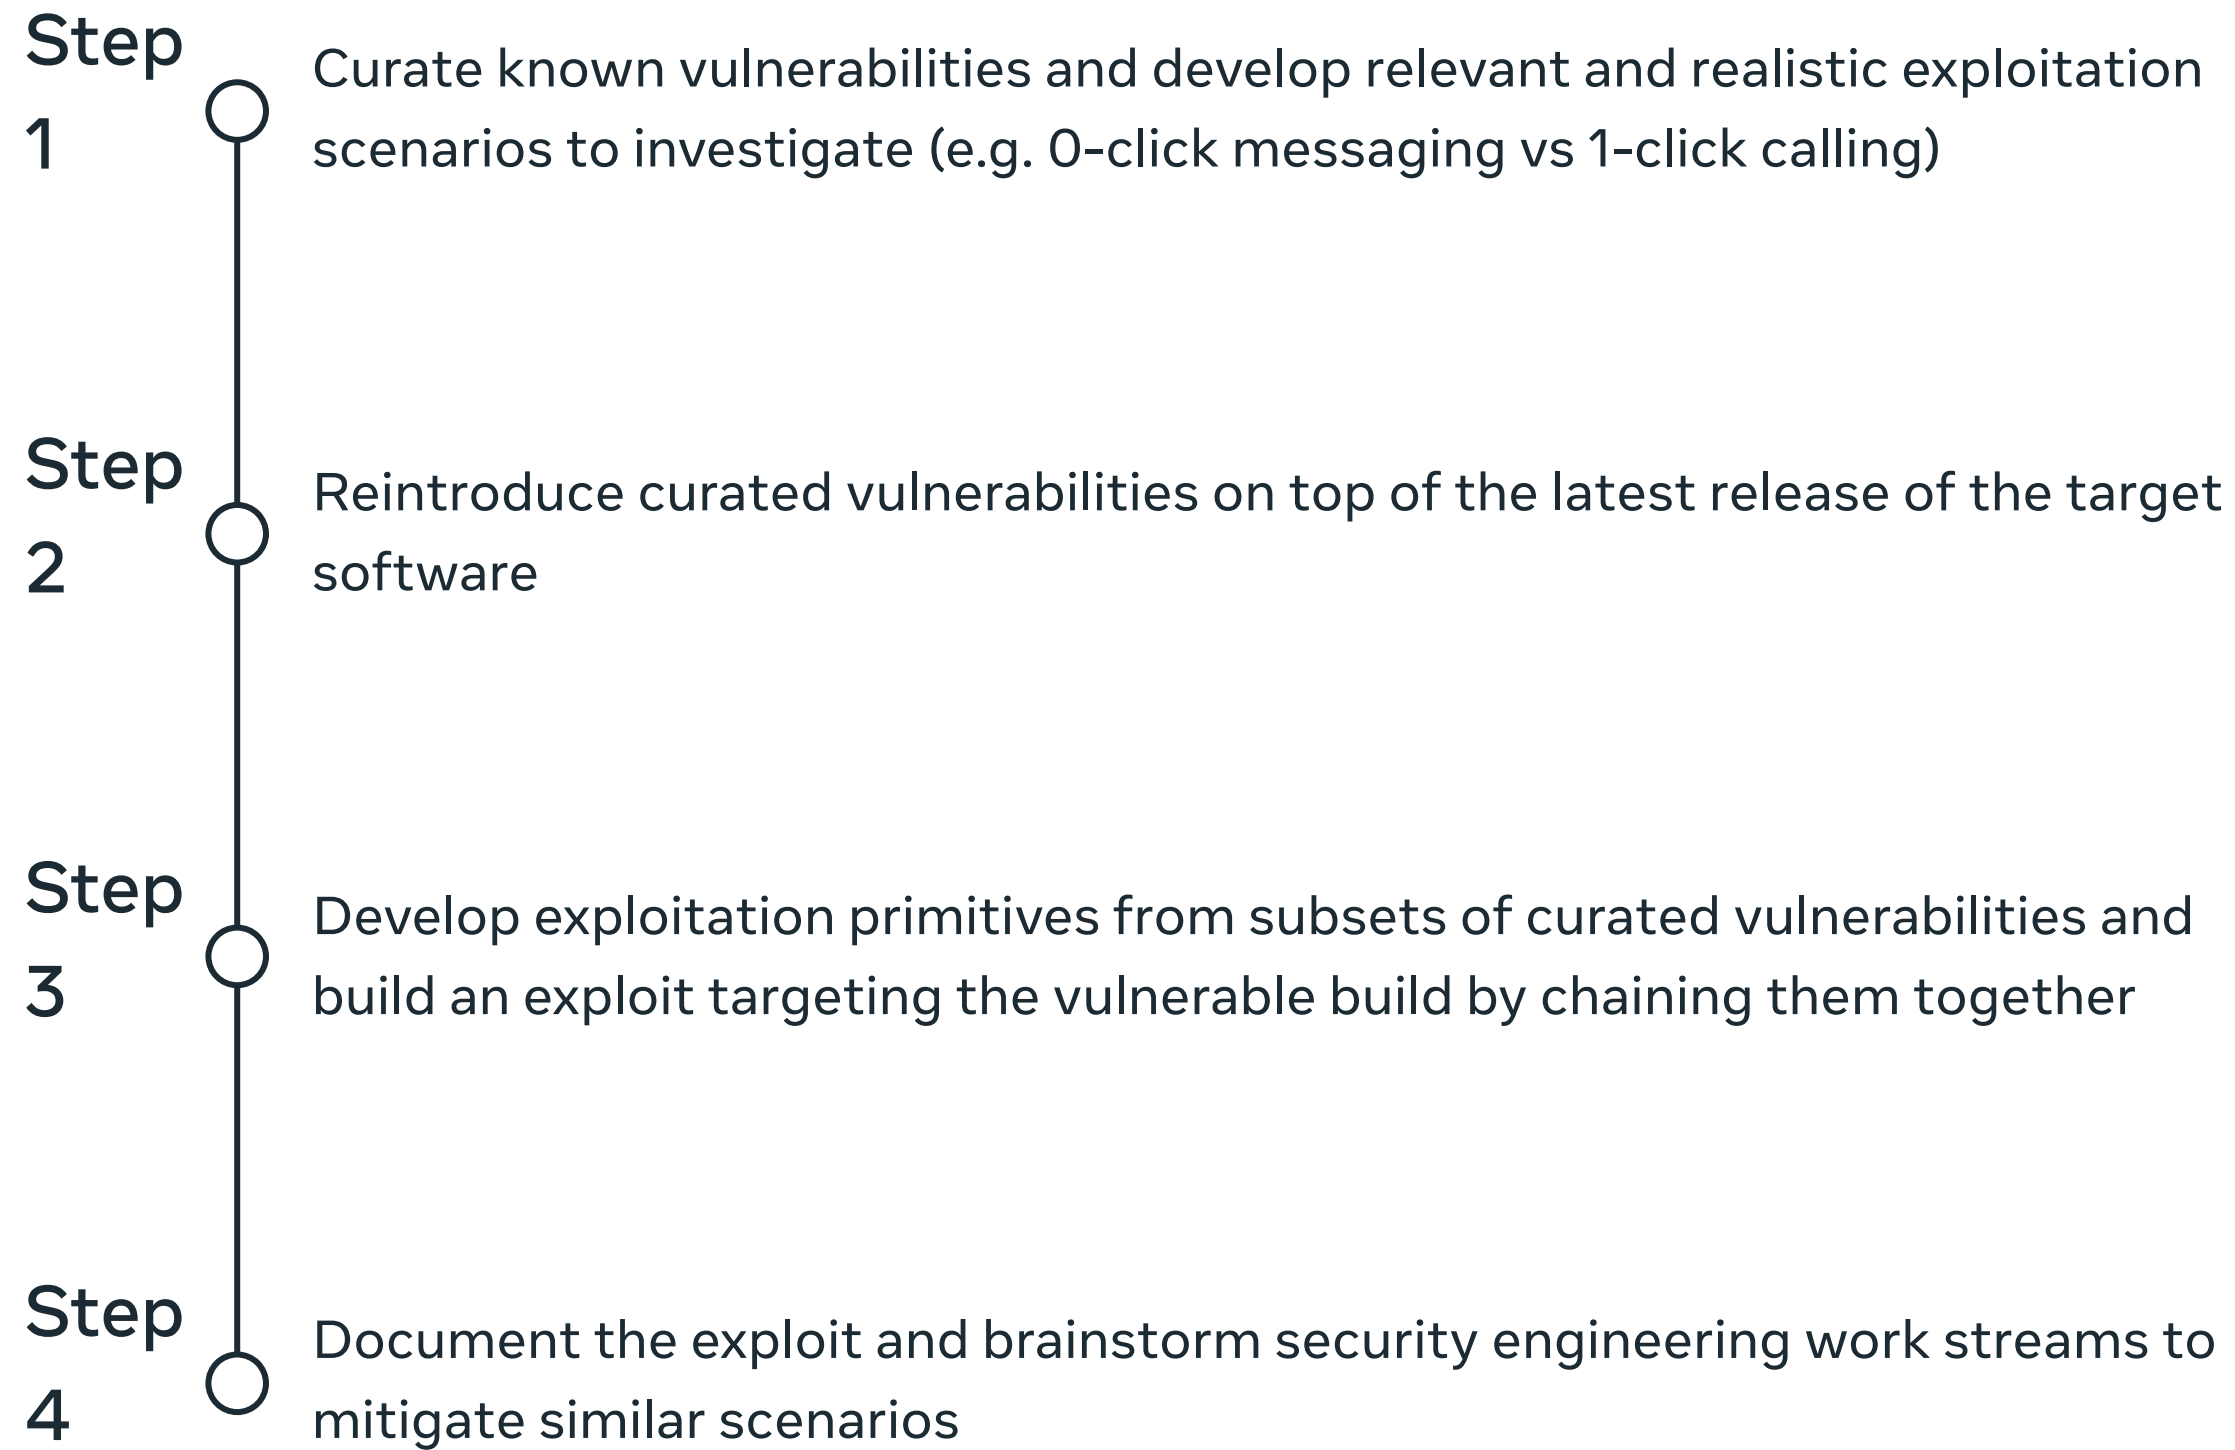 Step
1
Curate known vulnerabilities and develop relevant and realistic exploitation
scenarios to investigate (e.g. 0-click messaging vs 1-click calling)
Step
2
Reintroduce curated vulnerabilities on top of the latest release of the target
software
Step
3
Develop exploitation primitives from subsets of curated vulnerabilities and
build an exploit targeting the vulnerable build by chaining them together
Step
4
Document the exploit and brainstorm security engineering work streams to
mitigate similar scenarios